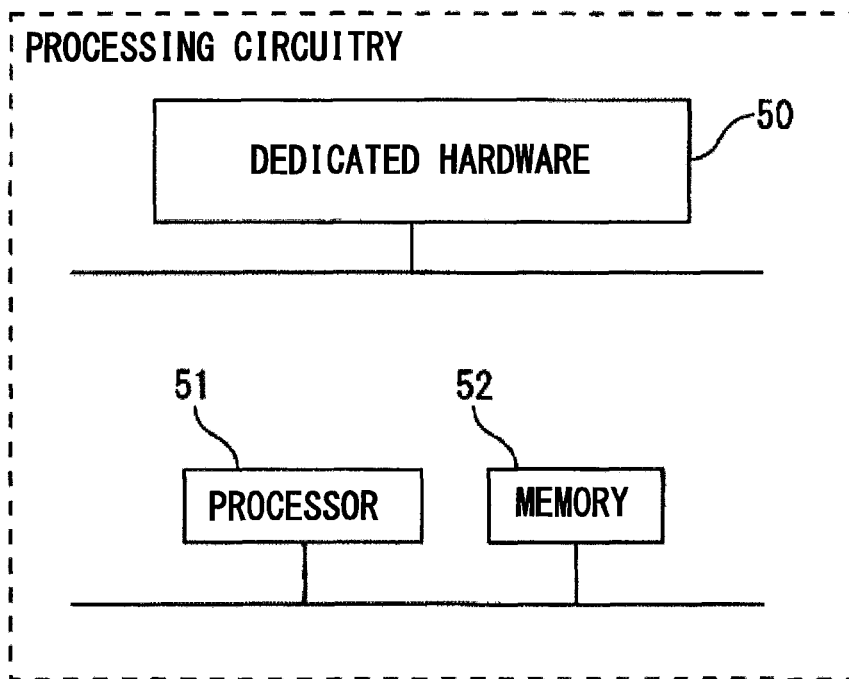 PROCESSING CIRCUITRY
50
DEDICATED HARDWARE
51
52
PROCESSOR
MEMORY